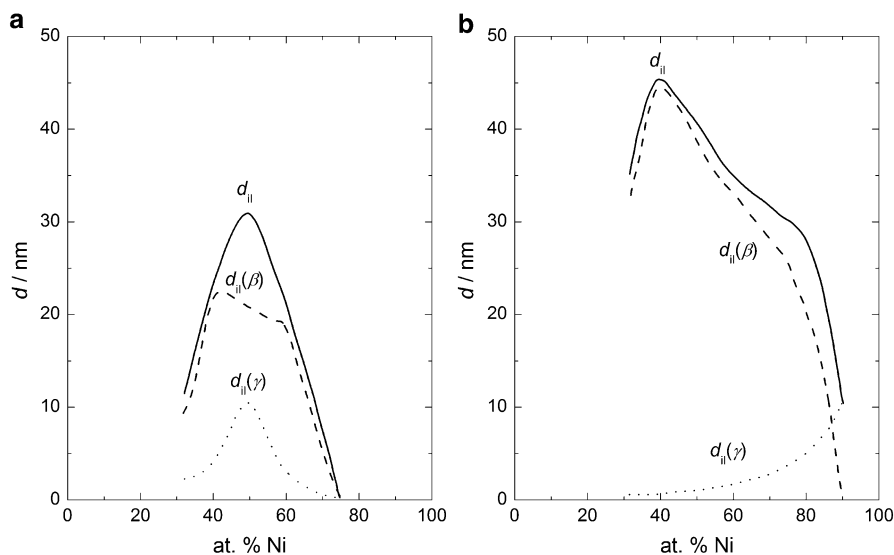 a
50
40
30
20
10
0
d / nm
d_il
d_il(β)
d_il(γ)
0 20 40 60 80 100
at. % Ni
b
50
40
30
20
10
0
d / nm
d_il
d_il(β)
d_il(γ)
0 20 40 60 80 100
at. % Ni